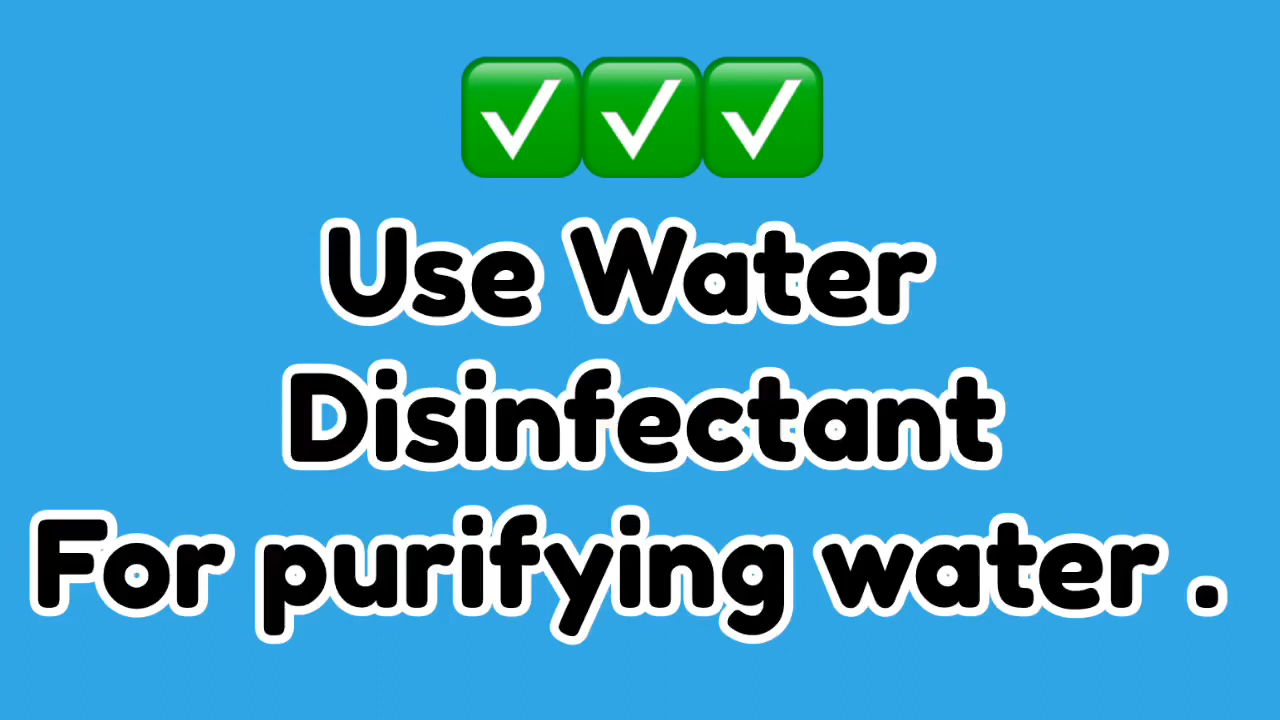 ✅✅✅
Use Water
Disinfectant
For purifying water .